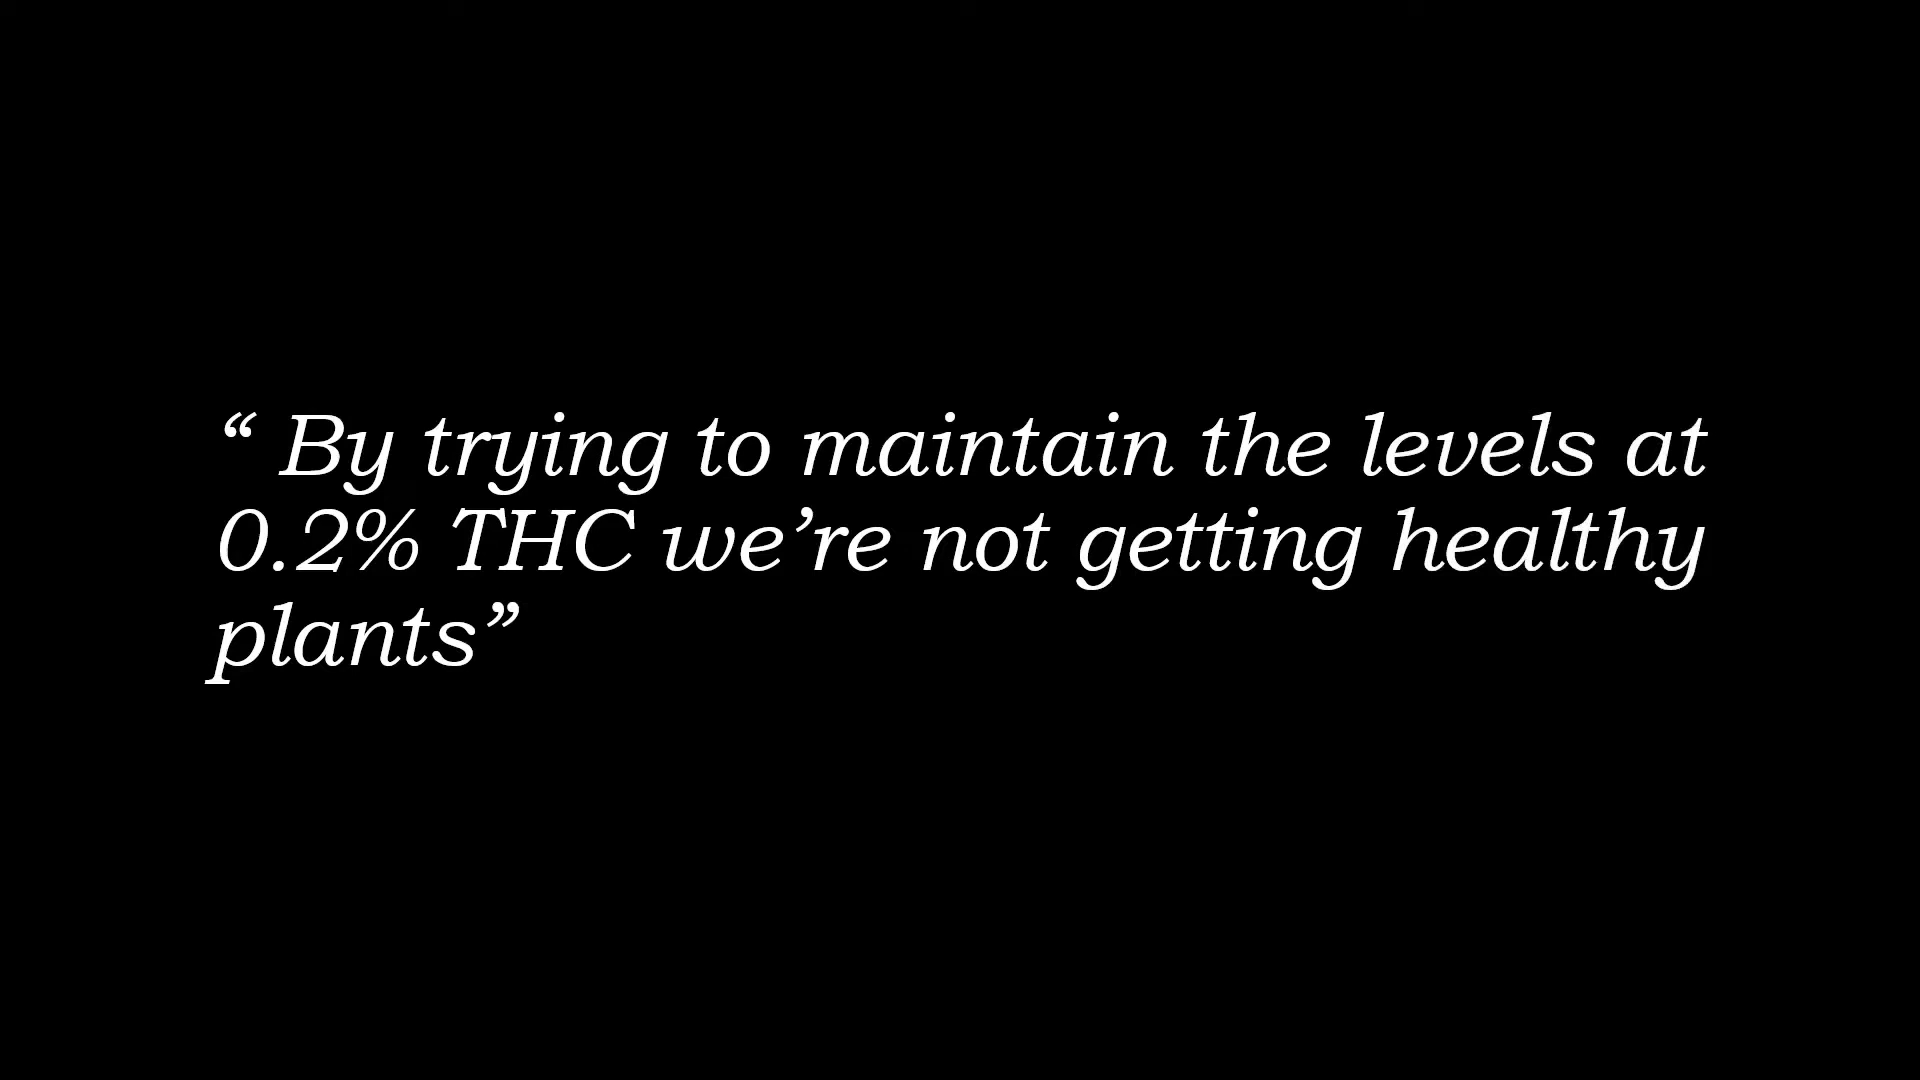 “ By trying to maintain the levels at
0.2% THC we’re not getting healthy
plants”